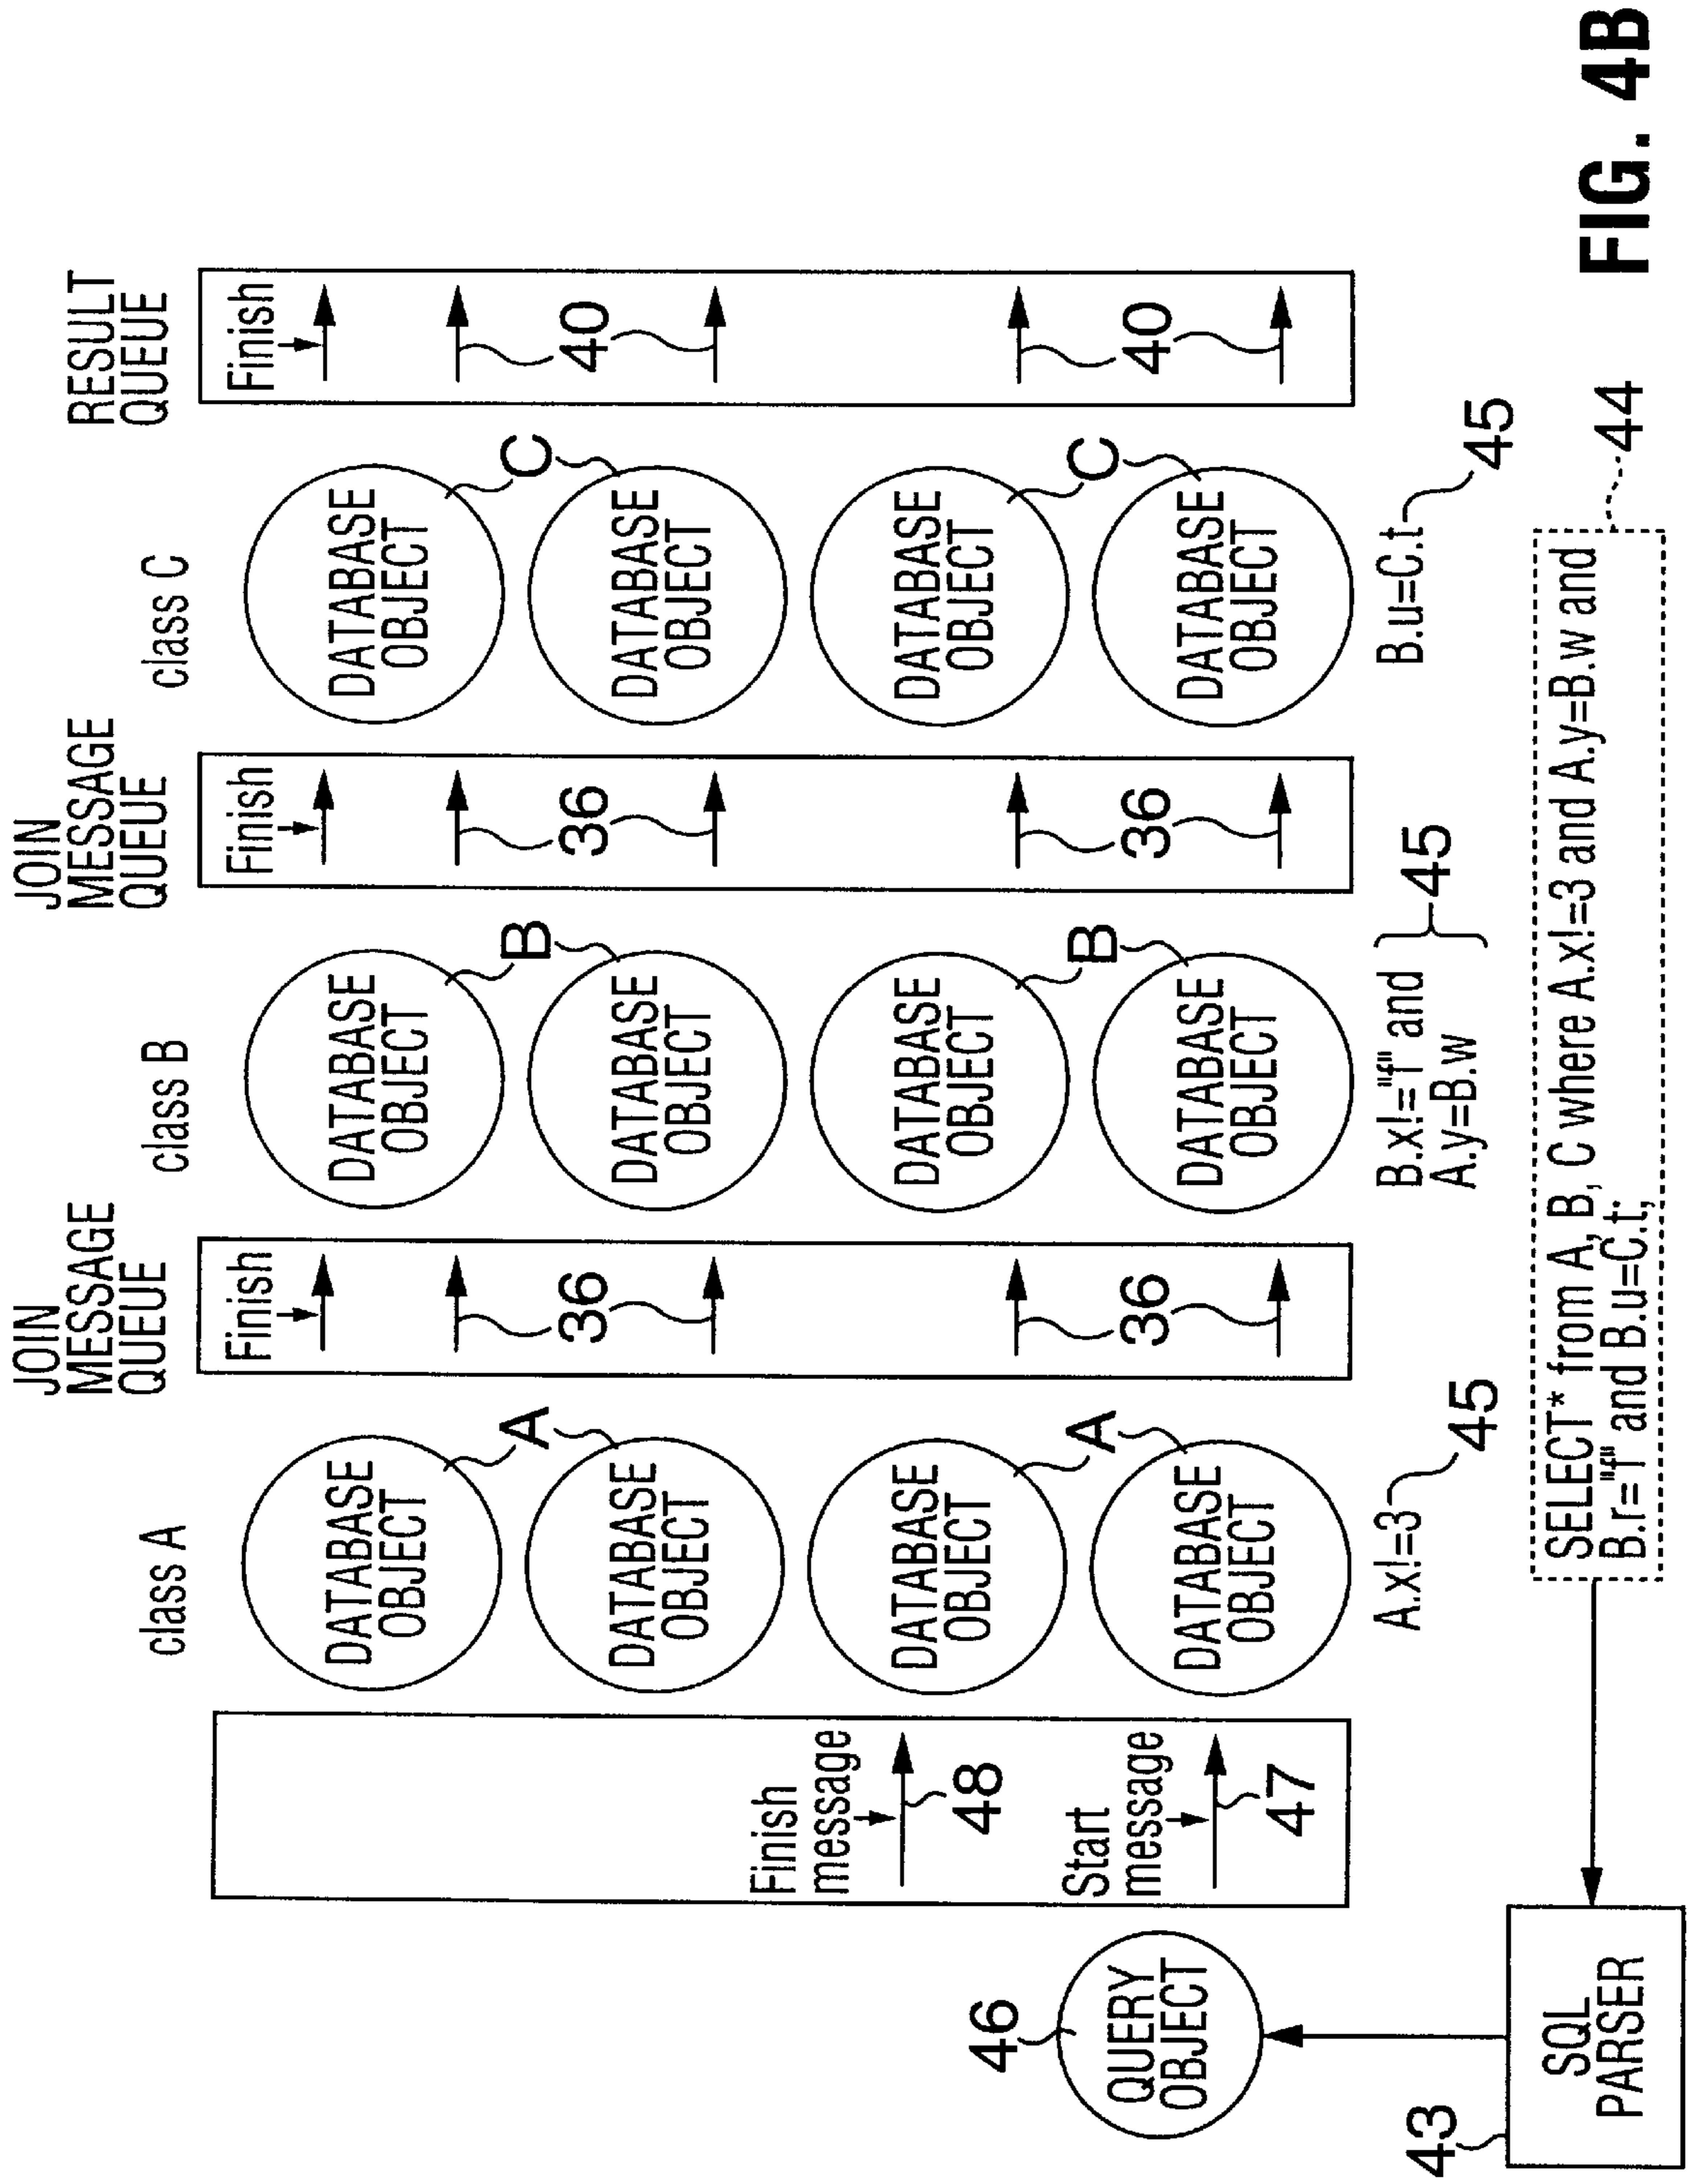 JOIN
MESSAGE
QUEUE
JOIN
MESSAGE
QUEUE
RESULT
QUEUE
class A
class B
class C
Finish
message
48
Start
message
47
DATABASE
OBJECT
DATABASE
OBJECT
DATABASE
OBJECT
DATABASE
OBJECT
A
A
A.x!=3
45
Finish
36
36
DATABASE
OBJECT
DATABASE
OBJECT
DATABASE
OBJECT
DATABASE
OBJECT
B
B
B.x!="f" and
A.y=B.w
45
Finish
36
36
DATABASE
OBJECT
DATABASE
OBJECT
DATABASE
OBJECT
DATABASE
OBJECT
C
C
B.u=C.t
45
Finish
40
40
46
QUERY
OBJECT
43
SQL
PARSER
SELECT* from A, B, C where A.x!=3 and A.y=B.w and
B.r="f" and B.u=C.t;
44
FIG. 4B